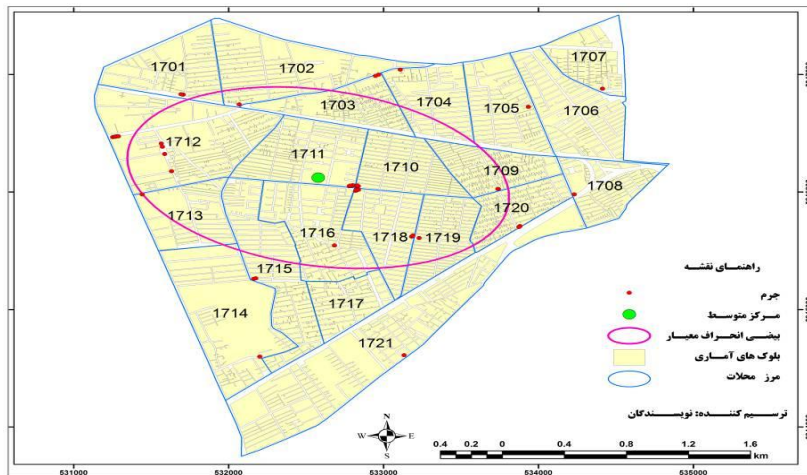 1707
1701
1702
1703
1704
1705
1706
1712
1711
1710
1709
1708
1713
1720
1716
1718
1719
1715
1714
1717
1721
راهنمای نقشه
جرم
مرکز متوسط
بیضی انحراف معیار
بلوک های آماری
مرز محلات
ترسیم کننده: نویسندگان
N
W E
S
0.4 0.2 0 0.4 0.8 1.2 1.6
km
531000 532000 533000 534000 535000